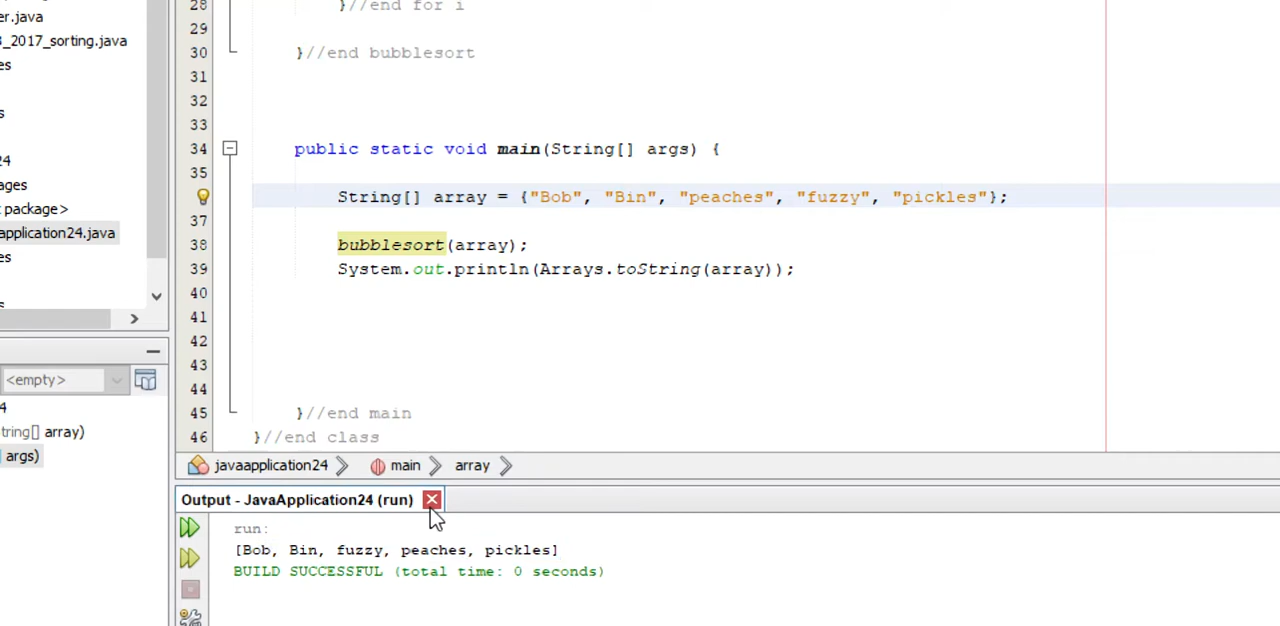 er.java
_2017_sorting.java
es
s
24
ages
package>
application24.java
es
<empty>
4
tring[] array)
args)
28 }//end for i
29
30 }//end bubblesort
31
32
33
34 public static void main(String[] args) {
35
String[] array = {"Bob", "Bin", "peaches", "fuzzy", "pickles"};
37
38 bubblesort(array);
39 System.out.println(Arrays.toString(array));
40
41
42
43
44
45 }//end main
46 }//end class
javaapplication24 main array
Output - JavaApplication24 (run)
run:
[Bob, Bin, fuzzy, peaches, pickles]
BUILD SUCCESSFUL (total time: 0 seconds)